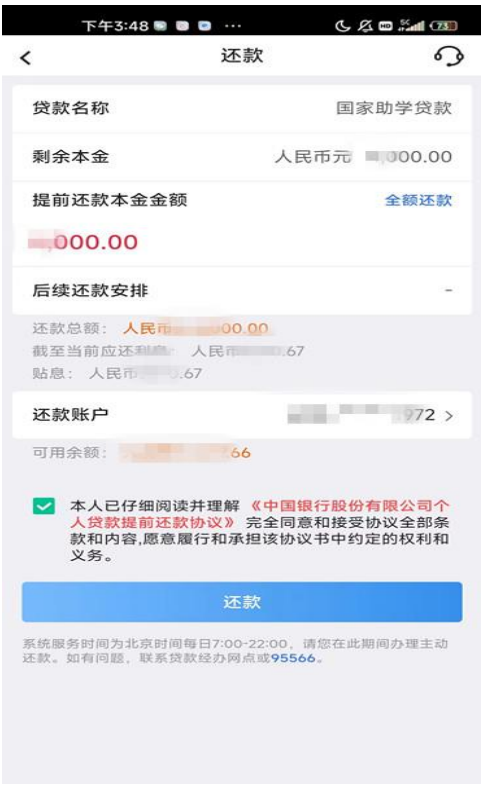 下午3:48
73
还款
贷款名称 国家助学贷款
剩余本金 人民币元 000.00
提前还款本金金额 全额还款
,000.00
后续还款安排 -
还款总额: 人民币 000.00
截至当前应还利息: 人民币 .67
贴息: 人民币 .67
还款账户 972 >
可用余额: 66
本人已仔细阅读并理解《中国银行股份有限公司个
人贷款提前还款协议》完全同意和接受协议全部条
款和内容,愿意履行和承担该协议书中约定的权利和
义务。
还款
系统服务时间为北京时间每日7:00-22:00，请您在此期间办理主动
还款。如有问题，联系贷款经办网点或95566。